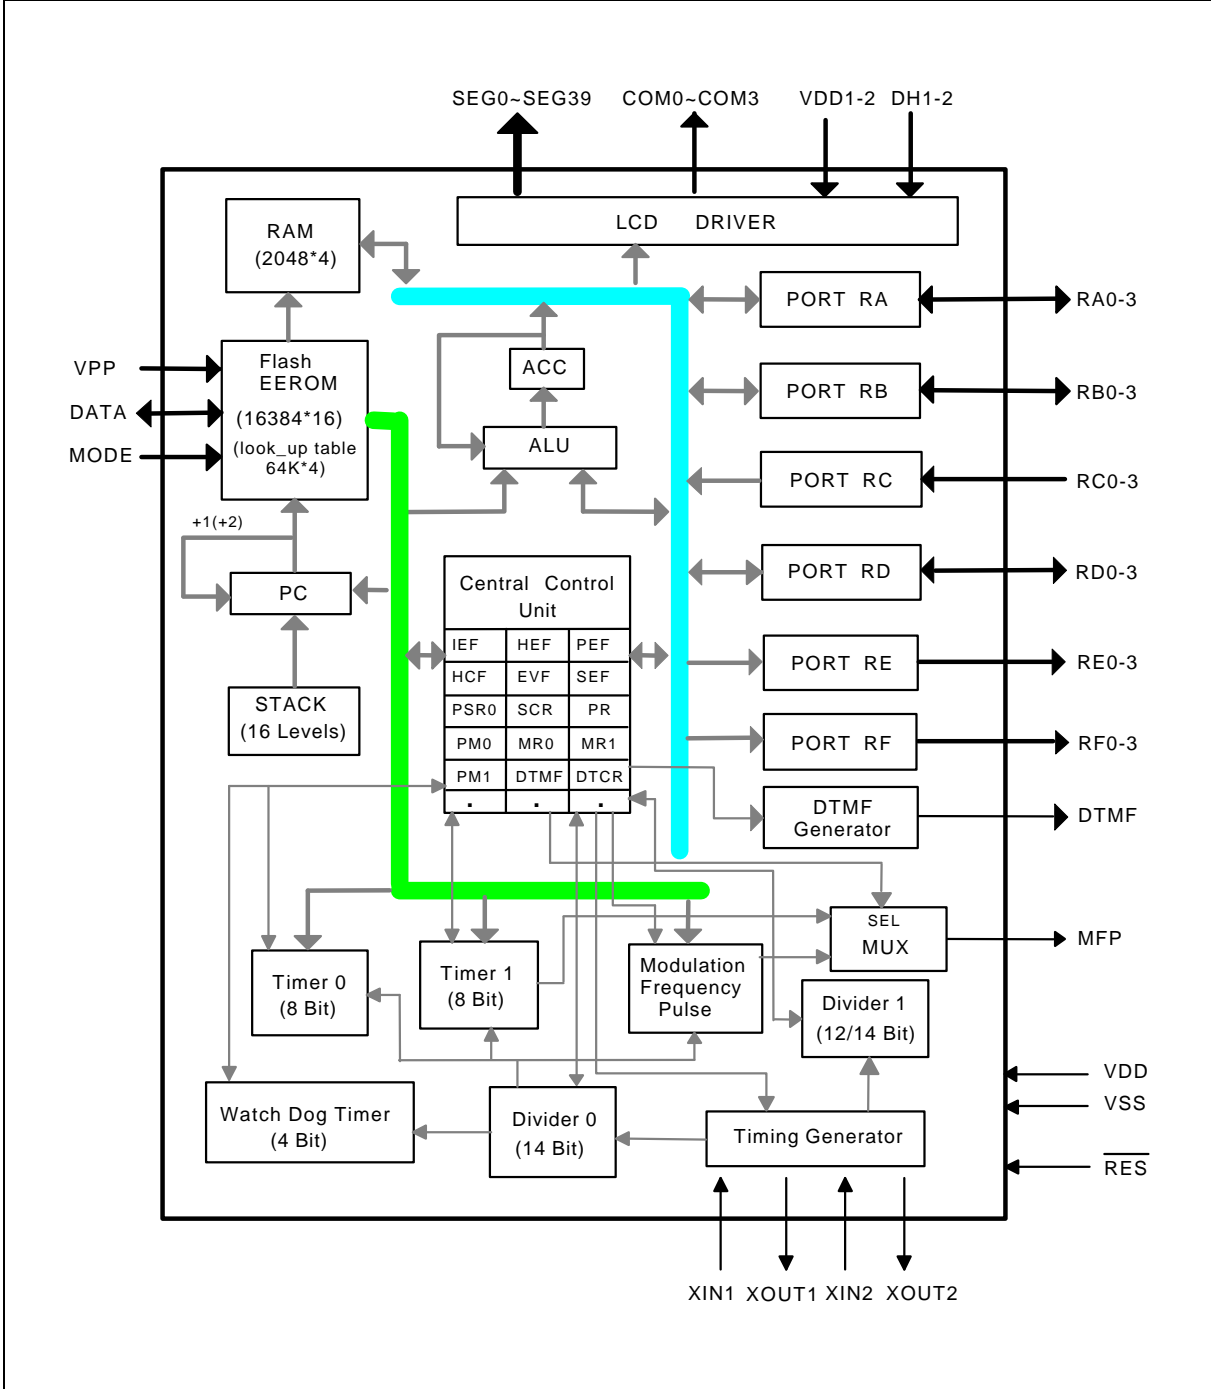 SEG0~SEG39 COM0~COM3 VDD1-2 DH1-2
LCD DRIVER
RAM
(2048*4)
PORT RA
RA0-3
VPP
DATA
MODE
Flash
EEROM
(16384*16)
(look_up table
64K*4)
ACC
ALU
PORT RB
RB0-3
PORT RC
RC0-3
+1(+2)
PC
STACK
(16 Levels)
Central Control
Unit
IEF HEF PEF
HCF EVF SEF
PSR0 SCR PR
PM0 MR0 MR1
PM1 DTMF DTCR
. . .
PORT RD
RD0-3
PORT RE
RE0-3
PORT RF
RF0-3
DTMF
Generator
DTMF
SEL
MUX
MFP
Timer 0
(8 Bit)
Timer 1
(8 Bit)
Modulation
Frequency
Pulse
Divider 1
(12/14 Bit)
Watch Dog Timer
(4 Bit)
Divider 0
(14 Bit)
Timing Generator
VDD
VSS
RES
XIN1 XOUT1 XIN2 XOUT2